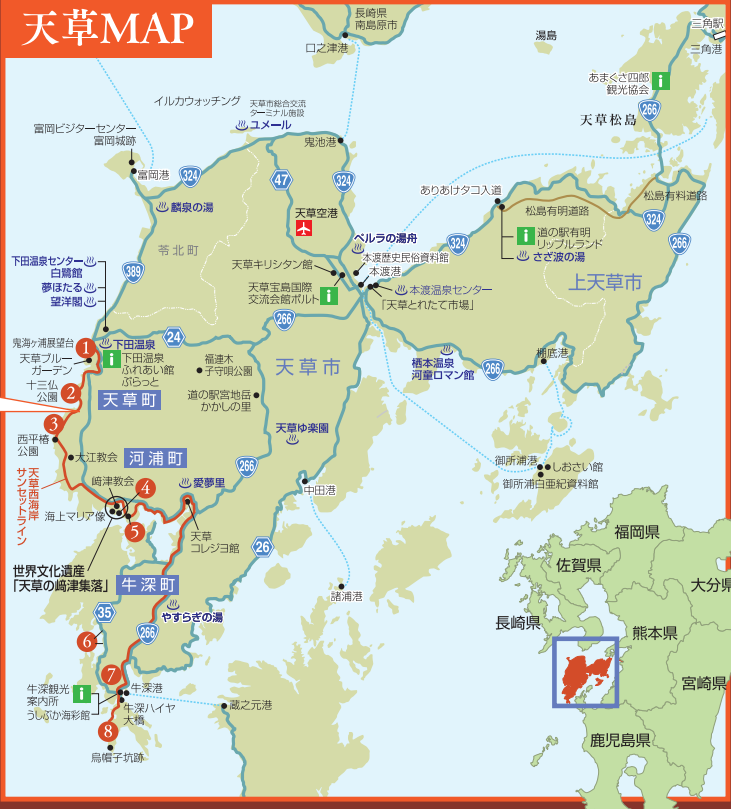 天草MAP
長崎県
南島原市
口之津港
湯島
三角駅
三角港
あまくさ四郎
観光協会
266
天草松島
イルカウォッチング
天草市総合交流
ターミナル施設
ユメール
富岡ビジターセンター
富岡城跡
富岡港
鬼池港
324
47
324
麟泉の湯
天草空港
ありあけタコ入道
松島有明道路
松島有料道路
324
324
266
道の駅有明
リップルランド
さざ波の湯
苓北町
ペルラの湯舟
本渡歴史民俗資料館
本渡港
天草キリシタン館
天草宝島国際
交流会館ポルト
本渡温泉センター
「天草とれたて市場」
上天草市
下田温泉センター
白鷺館
夢ほたる
望洋閣
389
266
鬼海ヶ浦展望台
1
天草ブルー
ガーデン
下田温泉
下田温泉
ふれあい館
ぷらっと
24
福連木
子守唄公園
天草市
栖本温泉
河童ロマン館
266
棚底港
十三仏
公園
2
天草町
道の駅宮地岳
かかしの里
3
西平椿
公園
大江教会
河浦町
天草ゆ楽園
天草西海岸
サンセットライン
﨑津教会
4
愛夢里
266
御所浦港
しおさい館
御所浦白亜紀資料館
海上マリア像
5
天草
コレジヨ館
中田港
世界文化遺産
「天草の﨑津集落」
26
牛深町
諸浦港
35
やすらぎの湯
6
266
7
牛深観光
案内所
うしぶか海彩館
牛深港
牛深ハイヤ
大橋
蔵之元港
8
烏帽子坑跡
福岡県
佐賀県
大分県
長崎県
熊本県
宮崎県
鹿児島県